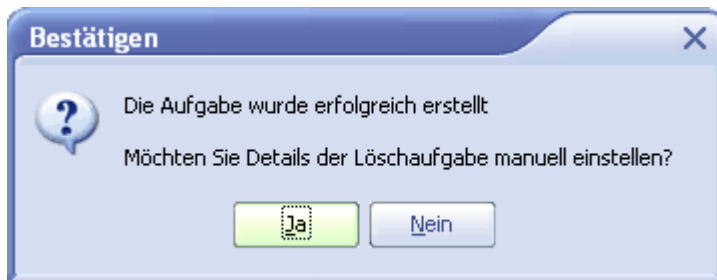 Bestätigen
Die Aufgabe wurde erfolgreich erstellt
Möchten Sie Details der Löschaufgabe manuell einstellen?
Ja
Nein